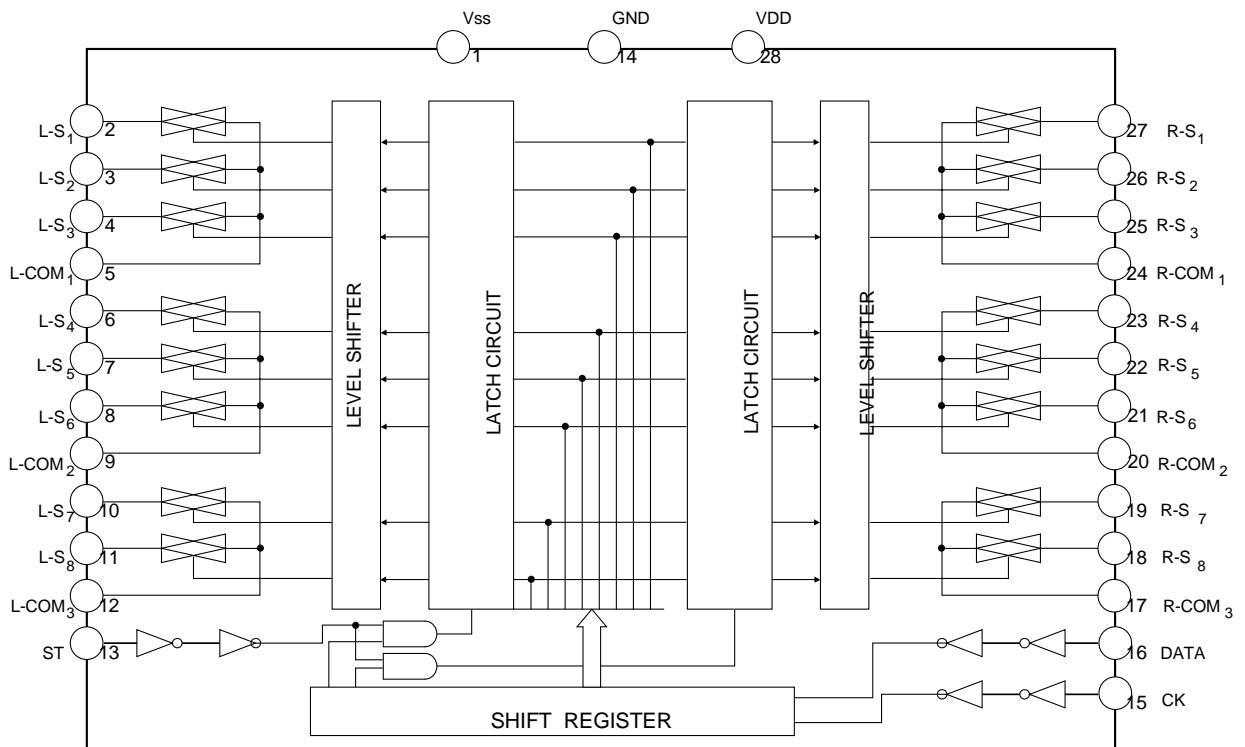 Vss GND VDD
1 14 28
L-S1 2
L-S2 3
L-S3 4
L-COM1 5
L-S4 6
L-S5 7
L-S6 8
L-COM2 9
L-S7 10
L-S8 11
L-COM3 12
ST 13
LEVEL SHIFTER
LATCH CIRCUIT
LATCH CIRCUIT
LEVEL SHIFTER
27 R-S1
26 R-S2
25 R-S3
24 R-COM1
23 R-S4
22 R-S5
21 R-S6
20 R-COM2
19 R-S7
18 R-S8
17 R-COM3
16 DATA
15 CK
SHIFT REGISTER